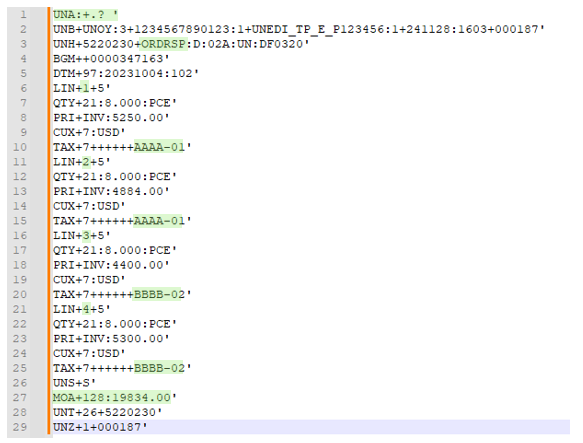 1 UNA:+.? '
2 UNB+UNOY:3+1234567890123:1+UNEDI_TP_E_P123456:1+241128:1603+000187'
3 UNH+5220230+ORDRSP:D:02A:UN:DF0320'
4 BGM++0000347163'
5 DTM+97:20231004:102'
6 LIN+1+5'
7 QTY+21:8.000:PCE'
8 PRI+INV:5250.00'
9 CUX+7:USD'
10 TAX+7++++++AAAA-01'
11 LIN+2+5'
12 QTY+21:8.000:PCE'
13 PRI+INV:4884.00'
14 CUX+7:USD'
15 TAX+7++++++AAAA-01'
16 LIN+3+5'
17 QTY+21:8.000:PCE'
18 PRI+INV:4400.00'
19 CUX+7:USD'
20 TAX+7++++++BBBB-02'
21 LIN+4+5'
22 QTY+21:8.000:PCE'
23 PRI+INV:5300.00'
24 CUX+7:USD'
25 TAX+7++++++BBBB-02'
26 UNS+S'
27 MOA+128:19834.00'
28 UNT+26+5220230'
29 UNZ+1+000187'